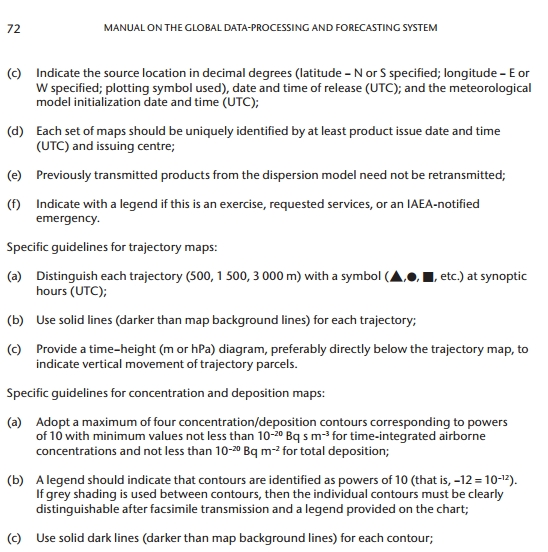 72 MANUAL ON THE GLOBAL DATA-PROCESSING AND FORECASTING SYSTEM
(c) Indicate the source location in decimal degrees (latitude – N or S specified; longitude – E or
W specified; plotting symbol used), date and time of release (UTC); and the meteorological
model initialization date and time (UTC);
(d) Each set of maps should be uniquely identified by at least product issue date and time
(UTC) and issuing centre;
(e) Previously transmitted products from the dispersion model need not be retransmitted;
(f) Indicate with a legend if this is an exercise, requested services, or an IAEA-notified
emergency.
Specific guidelines for trajectory maps:
(a) Distinguish each trajectory (500, 1 500, 3 000 m) with a symbol (▲,●, ■, etc.) at synoptic
hours (UTC);
(b) Use solid lines (darker than map background lines) for each trajectory;
(c) Provide a time–height (m or hPa) diagram, preferably directly below the trajectory map, to
indicate vertical movement of trajectory parcels.
Specific guidelines for concentration and deposition maps:
(a) Adopt a maximum of four concentration/deposition contours corresponding to powers
of 10 with minimum values not less than 10⁻²⁰ Bq s m⁻³ for time-integrated airborne
concentrations and not less than 10⁻²⁰ Bq m⁻² for total deposition;
(b) A legend should indicate that contours are identified as powers of 10 (that is, –12 = 10⁻¹²).
If grey shading is used between contours, then the individual contours must be clearly
distinguishable after facsimile transmission and a legend provided on the chart;
(c) Use solid dark lines (darker than map background lines) for each contour;